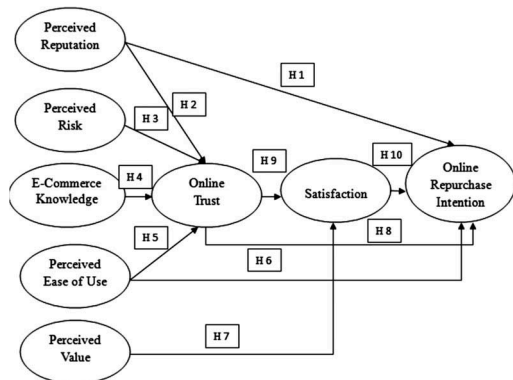 Perceived
Reputation
H 1
H 2
Perceived
Risk
H 3
H 9
H 10
E-Commerce
Knowledge
H 4
Online
Trust
Satisfaction
Online
Repurchase
Intention
H 5
H 8
H 6
Perceived
Ease of Use
H 7
Perceived
Value